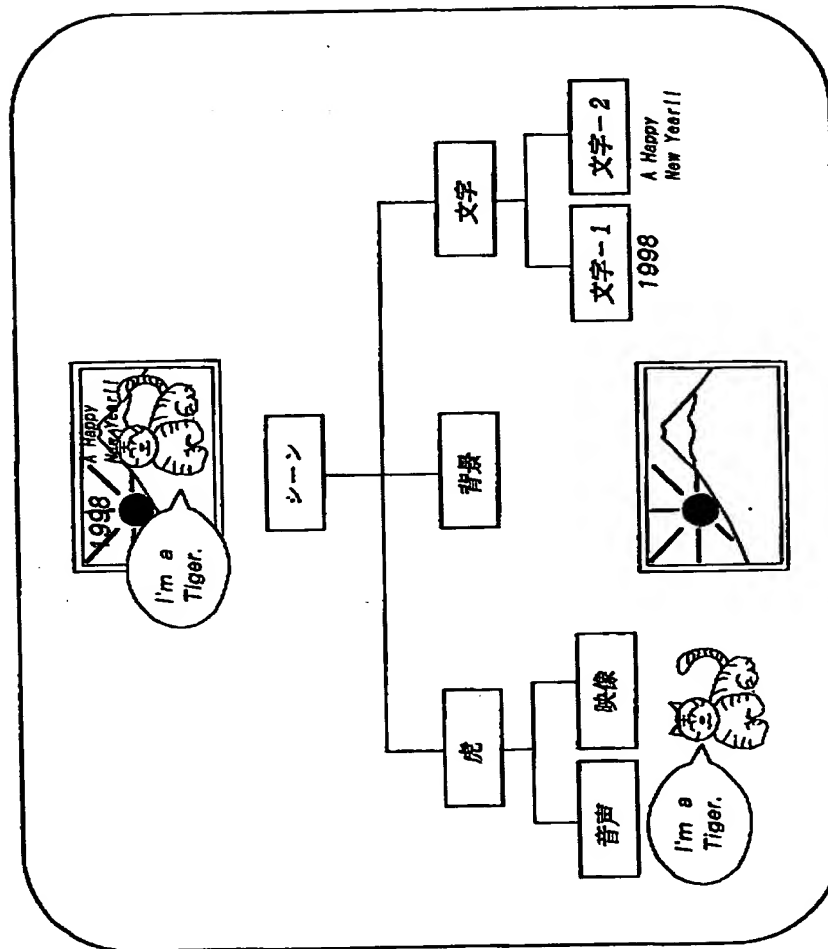 1998
A Happy
New Year!!
I'm a
Tiger.
シーン
虎
背景
文字
音声
映像
文字－1
文字－2
I'm a
Tiger.
1998
A Happy
New Year!!